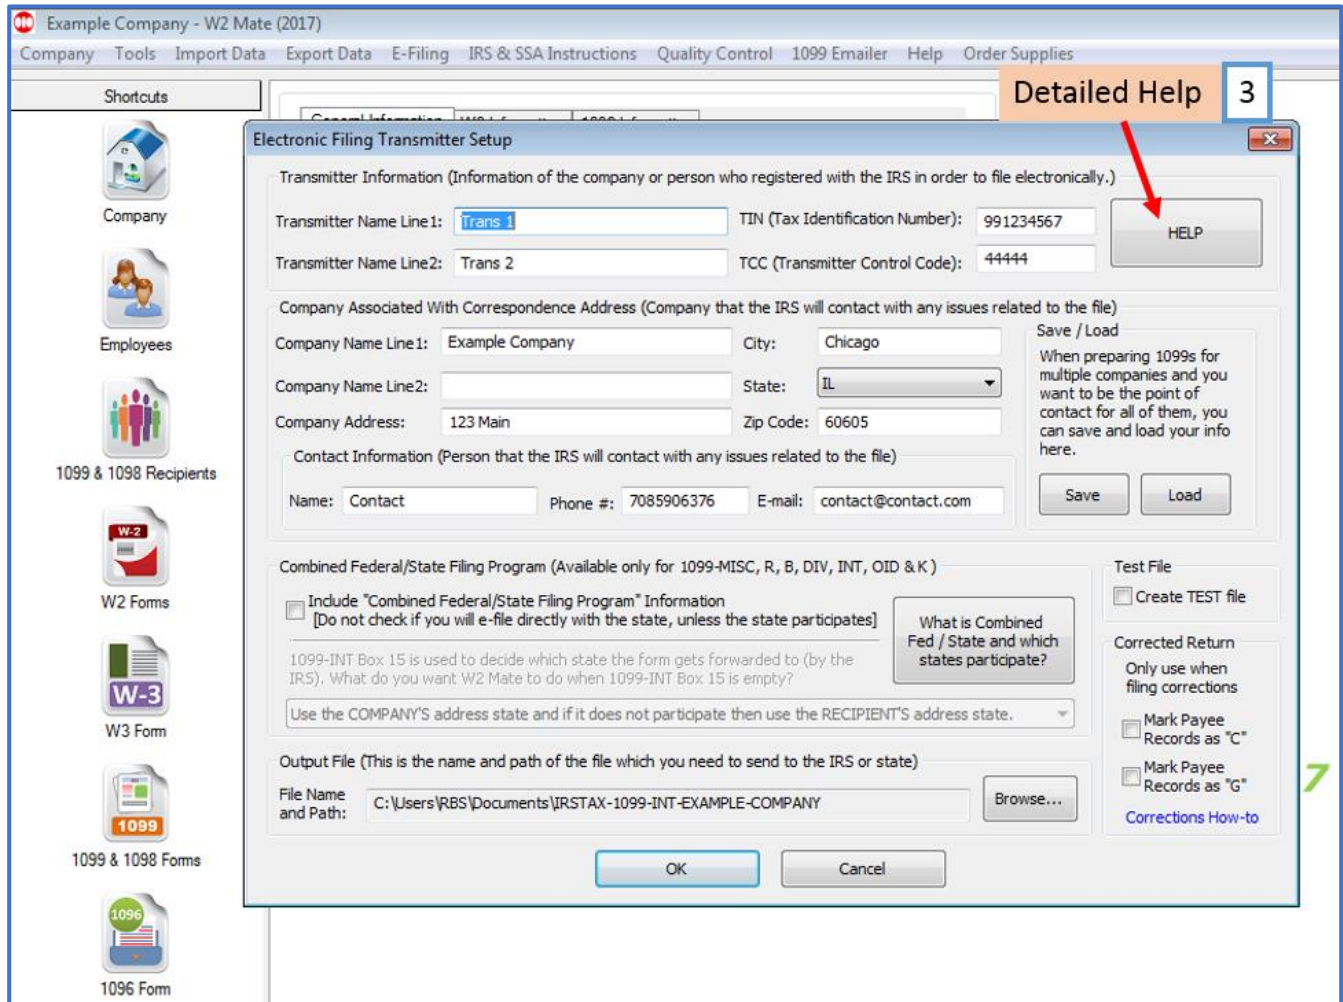 Example Company - W2 Mate (2017)
Company Tools Import Data Export Data E-Filing IRS & SSA Instructions Quality Control 1099 Emailer Help Order Supplies
Detailed Help 3
Shortcuts
Company
Employees
1099 & 1098 Recipients
W-2
W2 Forms
W-3
W3 Form
1099
1099 & 1098 Forms
1096
1096 Form
Electronic Filing Transmitter Setup
Transmitter Information (Information of the company or person who registered with the IRS in order to file electronically.)
Transmitter Name Line1: Trans 1 TIN (Tax Identification Number): 991234567
HELP
Transmitter Name Line2: Trans 2 TCC (Transmitter Control Code): 44444
Company Associated With Correspondence Address (Company that the IRS will contact with any issues related to the file)
Company Name Line1: Example Company City: Chicago
Company Name Line2: State: IL
Company Address: 123 Main Zip Code: 60605
Save / Load
When preparing 1099s for
multiple companies and you
want to be the point of
contact for all of them, you
can save and load your info
here.
Save Load
Contact Information (Person that the IRS will contact with any issues related to the file)
Name: Contact Phone #: 7085906376 E-mail: contact@contact.com
Combined Federal/State Filing Program (Available only for 1099-MISC, R, B, DIV, INT, OID & K )
Include "Combined Federal/State Filing Program" Information
[Do not check if you will e-file directly with the state, unless the state participates]
What is Combined
Fed / State and which
states participate?
1099-INT Box 15 is used to decide which state the form gets forwarded to (by the
IRS). What do you want W2 Mate to do when 1099-INT Box 15 is empty?
Use the COMPANY'S address state and if it does not participate then use the RECIPIENT'S address state.
Test File
Create TEST file
Corrected Return
Only use when
filing corrections
Mark Payee
Records as "C"
Mark Payee
Records as "G"
Corrections How-to
7
Output File (This is the name and path of the file which you need to send to the IRS or state)
File Name
and Path: C:\Users\RBS\Documents\IRSTAX-1099-INT-EXAMPLE-COMPANY Browse...
OK Cancel